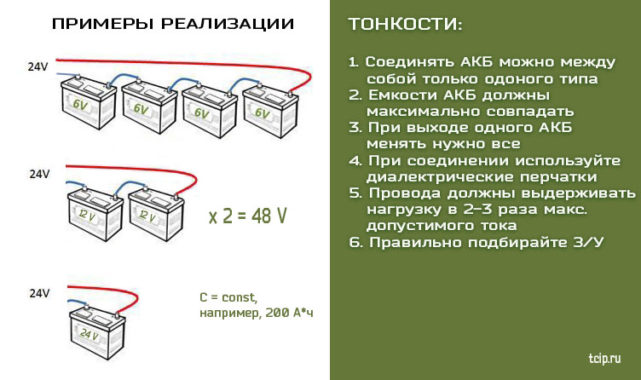 ПРИМЕРЫ РЕАЛИЗАЦИИ
24V
6V
6V
6V
6V
24V
12 V
12 V
x 2 = 48 V
24V
24 V
C = const,
например, 200 А*ч
ТОНКОСТИ:
1. Соединять АКБ можно между
собой только одоного типа
2. Емкости АКБ должны
максимально совпадать
3. При выходе одного АКБ
менять нужно все
4. При соединении используйте
диалектрические перчатки
5. Провода должны выдерживать
нагрузку в 2-3 раза макс.
допустимого тока
6. Правильно подбирайте З/У
tcip.ru